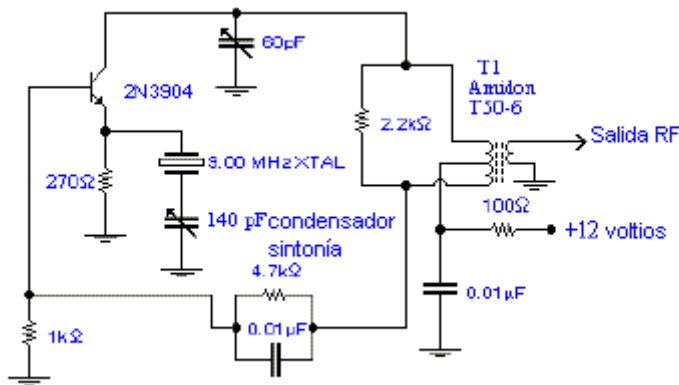 60pF
T1
Amidon
T50-6
2N3904
2.2kΩ
Salida RF
9.00 MHz XTAL
270Ω
100Ω
140 pF condensador
sintonía
+12 voltios
4.7kΩ
0.01µF
0.01µF
1kΩ